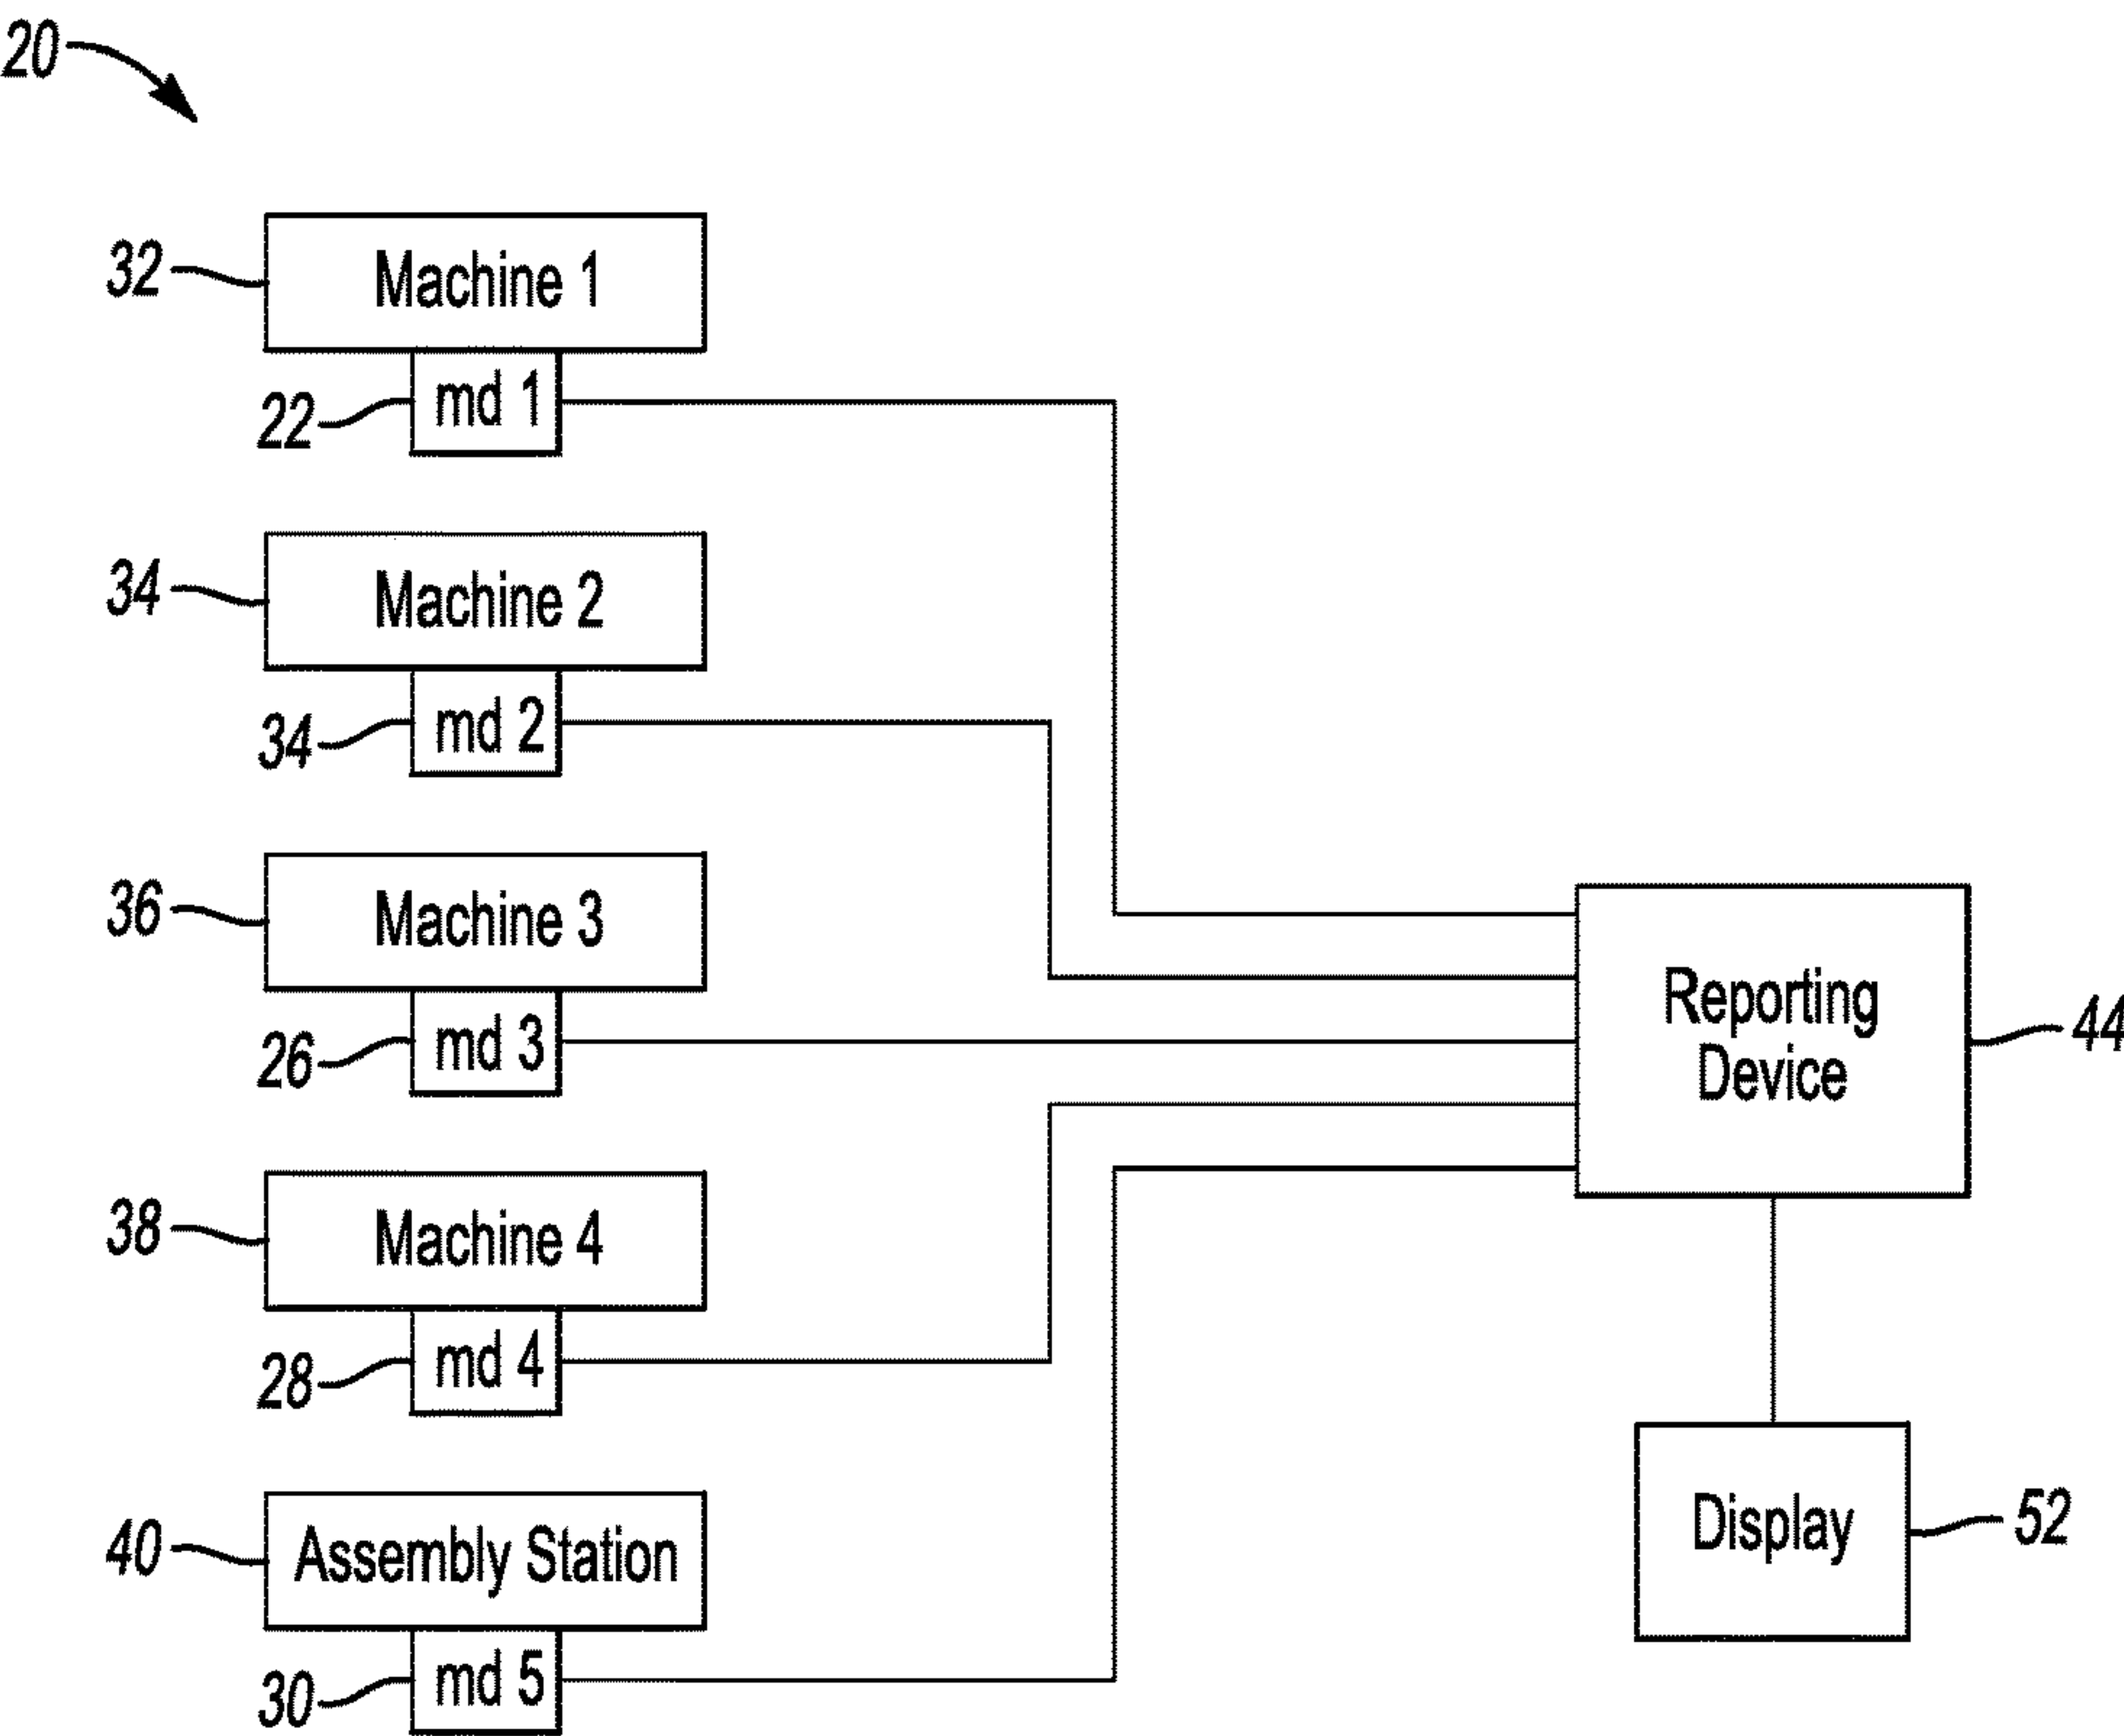 20
32
Machine 1
22
md 1
34
Machine 2
34
md 2
36
Machine 3
26
md 3
38
Machine 4
28
md 4
40
Assembly Station
30
md 5
Reporting
Device
44
Display
52